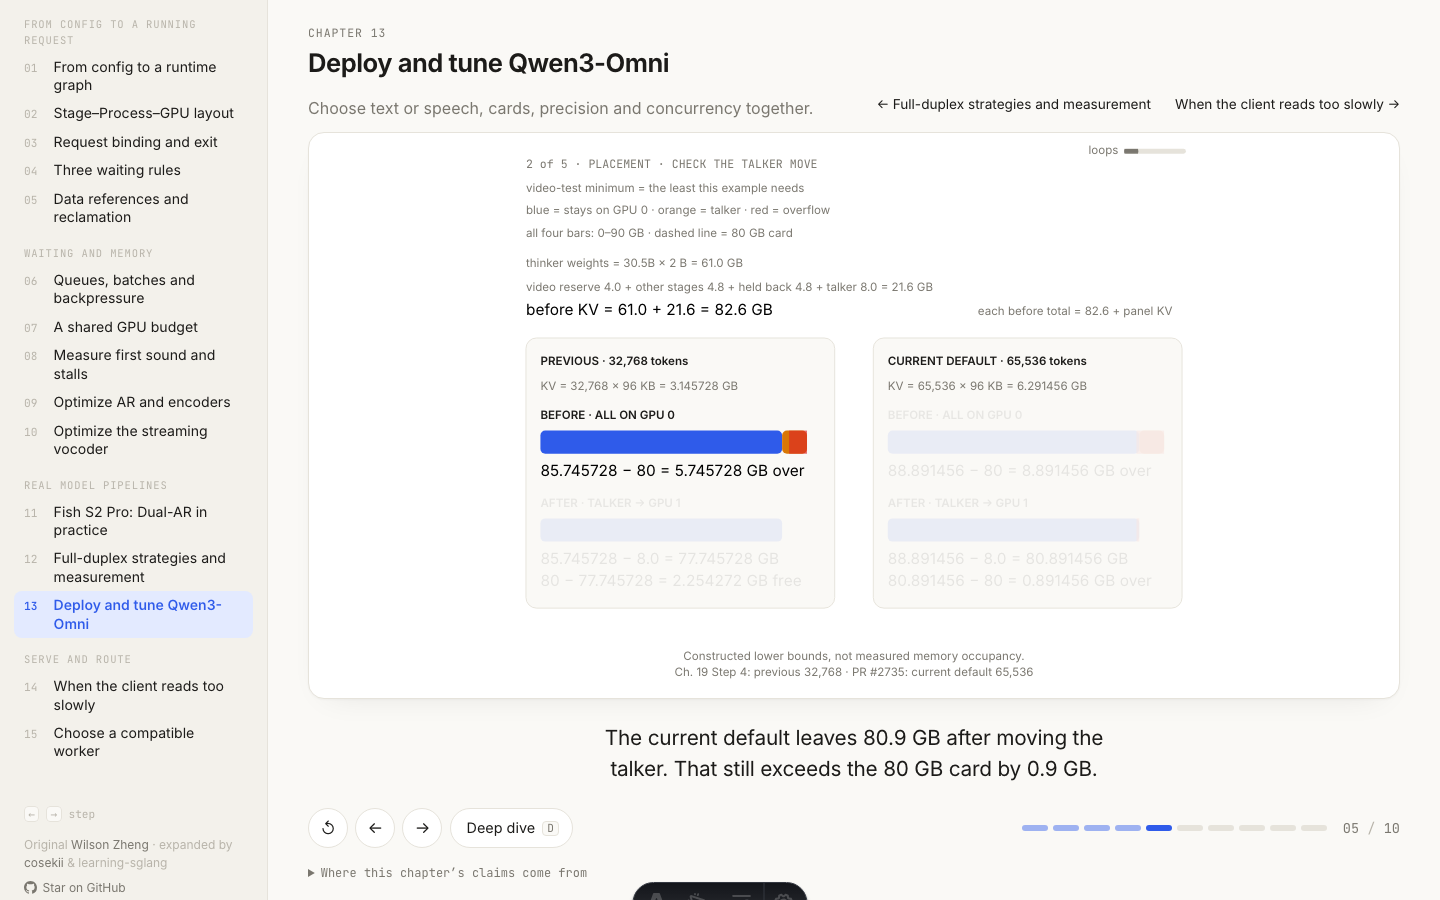 FROM CONFIG TO A RUNNING
REQUEST
01 From config to a runtime
graph
02 Stage–Process–GPU layout
03 Request binding and exit
04 Three waiting rules
05 Data references and
reclamation
WAITING AND MEMORY
06 Queues, batches and
backpressure
07 A shared GPU budget
08 Measure first sound and
stalls
09 Optimize AR and encoders
10 Optimize the streaming
vocoder
REAL MODEL PIPELINES
11 Fish S2 Pro: Dual-AR in
practice
12 Full-duplex strategies and
measurement
13 Deploy and tune Qwen3-
Omni
SERVE AND ROUTE
14 When the client reads too
slowly
15 Choose a compatible
worker
← → step
Original Wilson Zheng · expanded by
cosekii & learning-sglang
Star on GitHub
CHAPTER 13
Deploy and tune Qwen3-Omni
Choose text or speech, cards, precision and concurrency together.
← Full-duplex strategies and measurement
When the client reads too slowly →
loops
2 of 5 · PLACEMENT · CHECK THE TALKER MOVE
video-test minimum = the least this example needs
blue = stays on GPU 0 · orange = talker · red = overflow
all four bars: 0–90 GB · dashed line = 80 GB card
thinker weights = 30.5B × 2 B = 61.0 GB
video reserve 4.0 + other stages 4.8 + held back 4.8 + talker 8.0 = 21.6 GB
before KV = 61.0 + 21.6 = 82.6 GB
each before total = 82.6 + panel KV
PREVIOUS · 32,768 tokens
KV = 32,768 × 96 KB = 3.145728 GB
BEFORE · ALL ON GPU 0
85.745728 − 80 = 5.745728 GB over
AFTER · TALKER → GPU 1
85.745728 − 8.0 = 77.745728 GB
80 − 77.745728 = 2.254272 GB free
CURRENT DEFAULT · 65,536 tokens
KV = 65,536 × 96 KB = 6.291456 GB
BEFORE · ALL ON GPU 0
88.891456 − 80 = 8.891456 GB over
AFTER · TALKER → GPU 1
88.891456 − 8.0 = 80.891456 GB
80.891456 − 80 = 0.891456 GB over
Constructed lower bounds, not measured memory occupancy.
Ch. 19 Step 4: previous 32,768 · PR #2735: current default 65,536
The current default leaves 80.9 GB after moving the
talker. That still exceeds the 80 GB card by 0.9 GB.
Deep dive D
05 / 10
Where this chapter’s claims come from